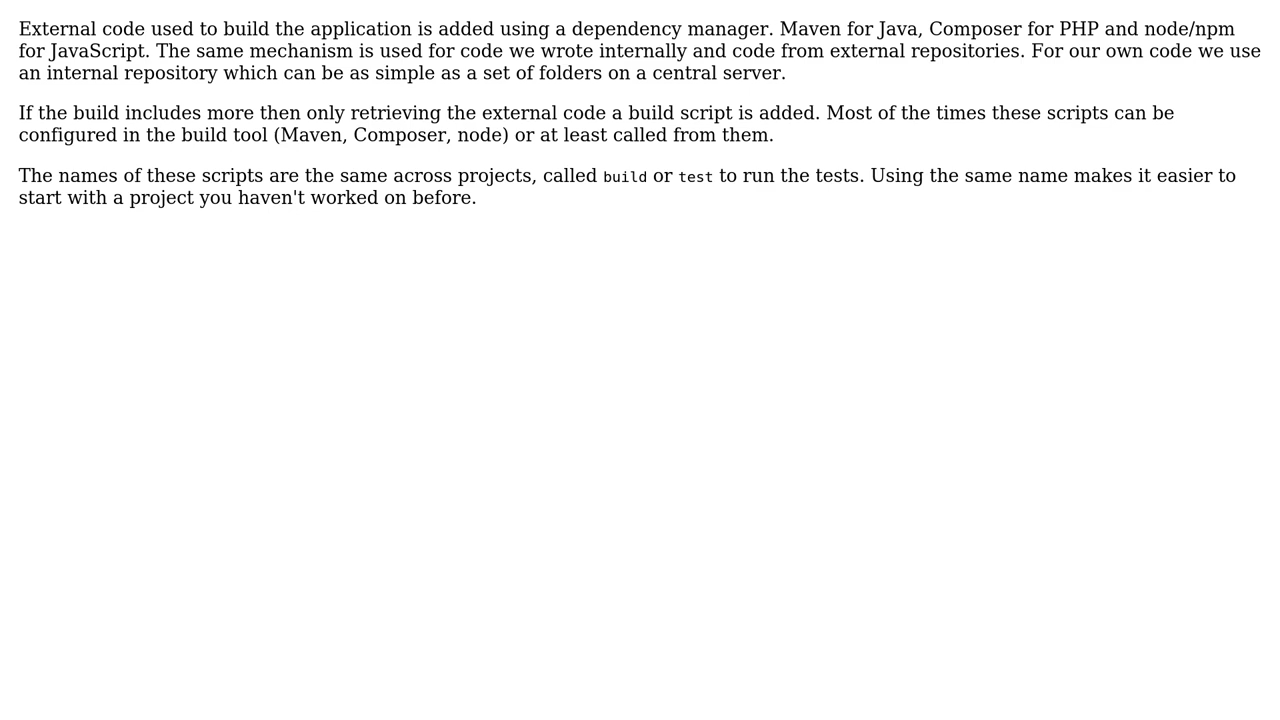 External code used to build the application is added using a dependency manager. Maven for Java, Composer for PHP and node/npm
for JavaScript. The same mechanism is used for code we wrote internally and code from external repositories. For our own code we use
an internal repository which can be as simple as a set of folders on a central server.
If the build includes more then only retrieving the external code a build script is added. Most of the times these scripts can be
configured in the build tool (Maven, Composer, node) or at least called from them.
The names of these scripts are the same across projects, called build or test to run the tests. Using the same name makes it easier to
start with a project you haven't worked on before.